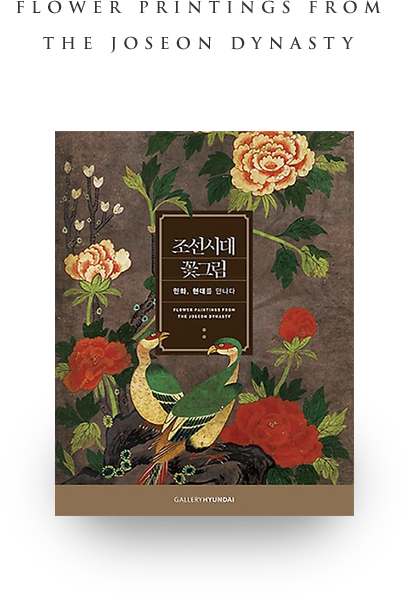 FLOWER PRINTINGS FROM
THE JOSEON DYNASTY
조선시대
꽃그림
민화, 현대를 만나다
FLOWER PAINTINGS FROM
THE JOSEON DYNASTY
GALLERYHYUNDAI